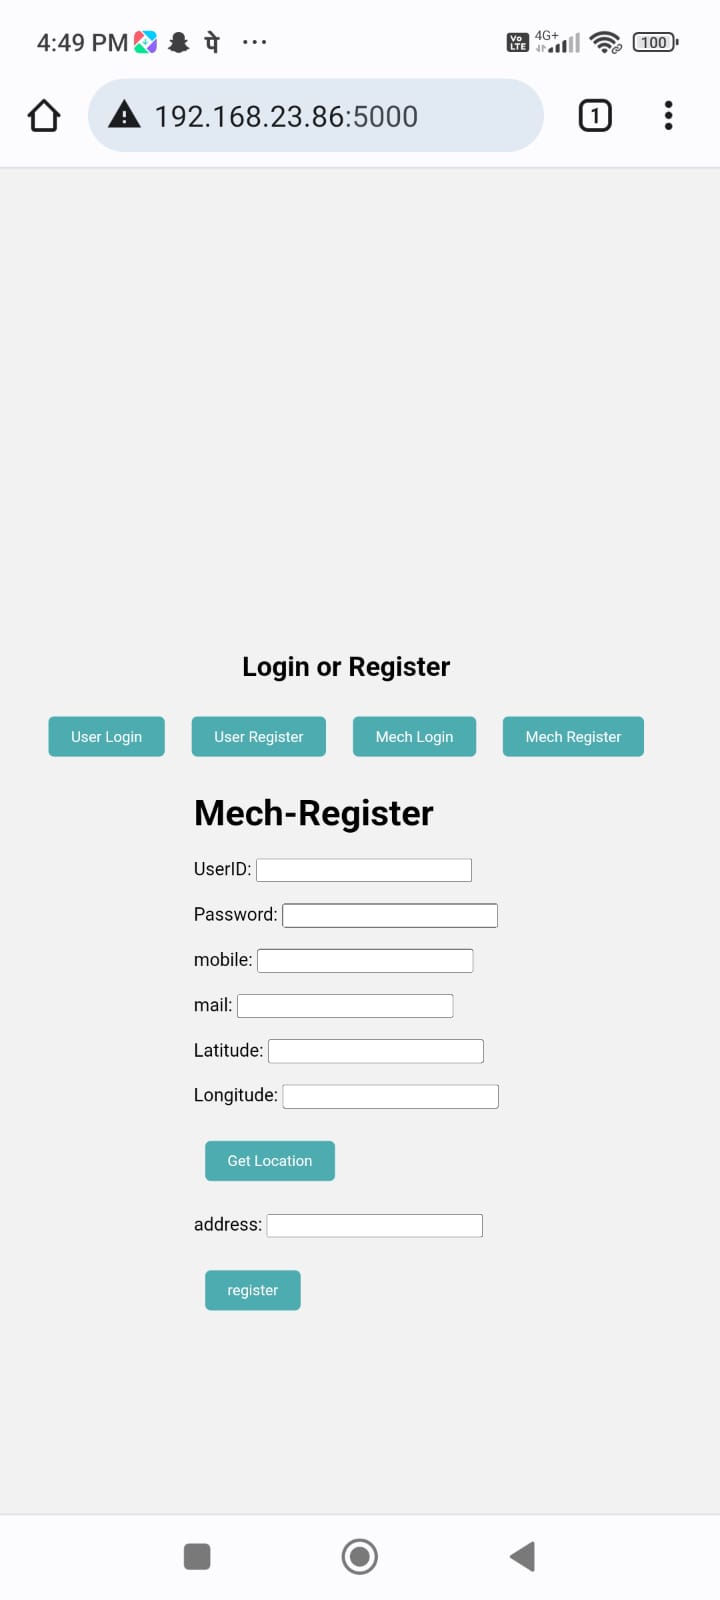 4:49 PM पे ...
Vo LTE 4G+ 100
192.168.23.86:5000 1
Login or Register
User Login User Register Mech Login Mech Register
Mech-Register
UserID:
Password:
mobile:
mail:
Latitude:
Longitude:
Get Location
address:
register